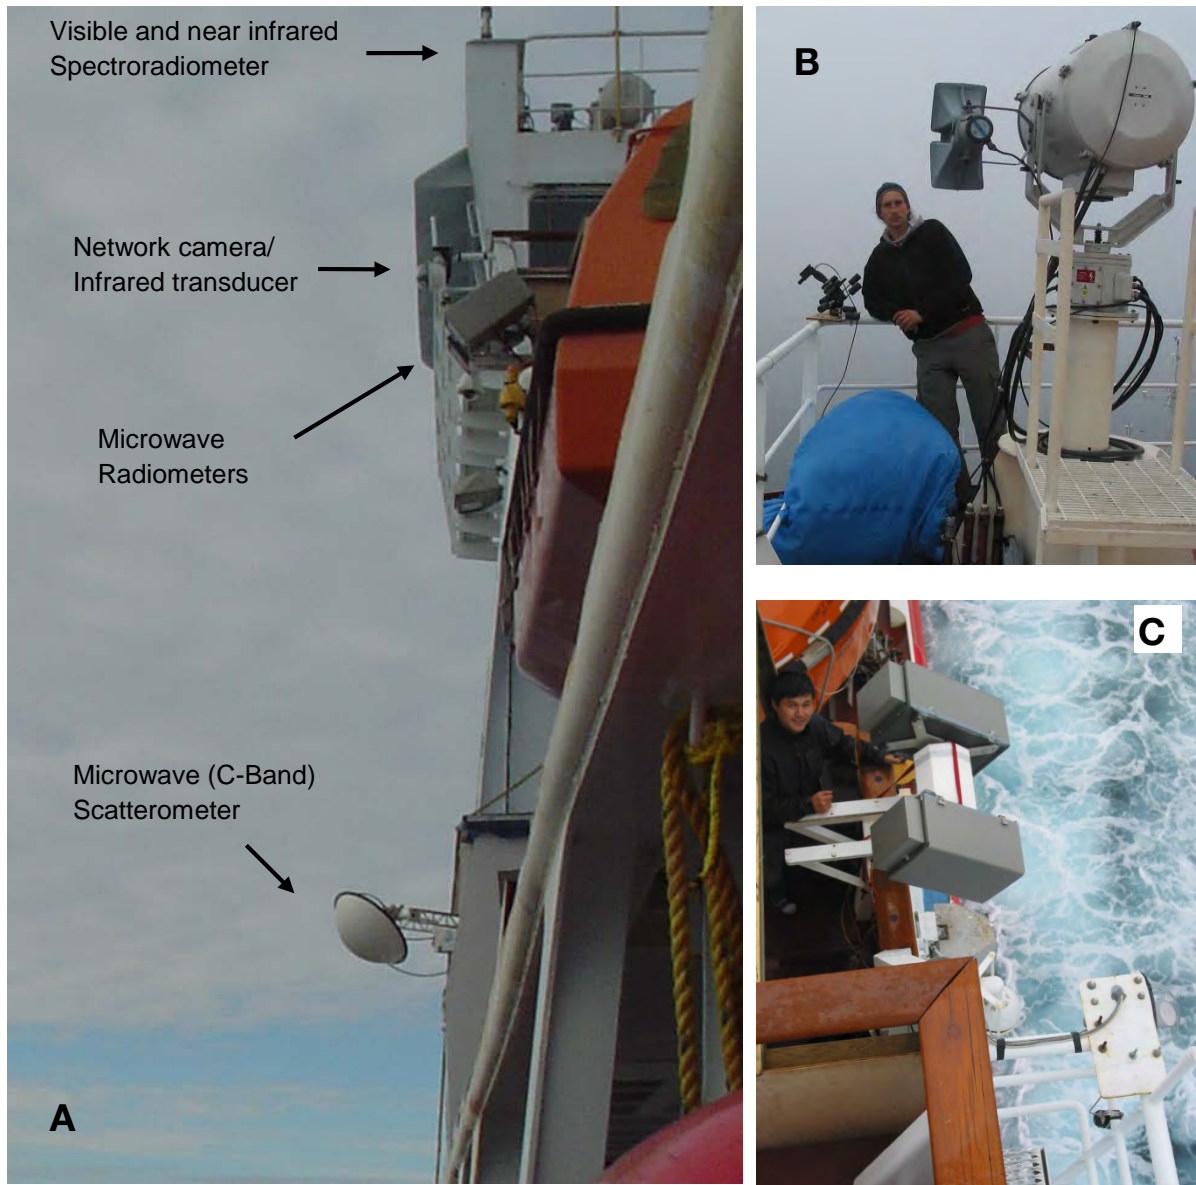 Visible and near infrared
Spectroradiometer
Network camera/
Infrared transducer
Microwave
Radiometers
Microwave (C-Band)
Scatterometer
A
B
C